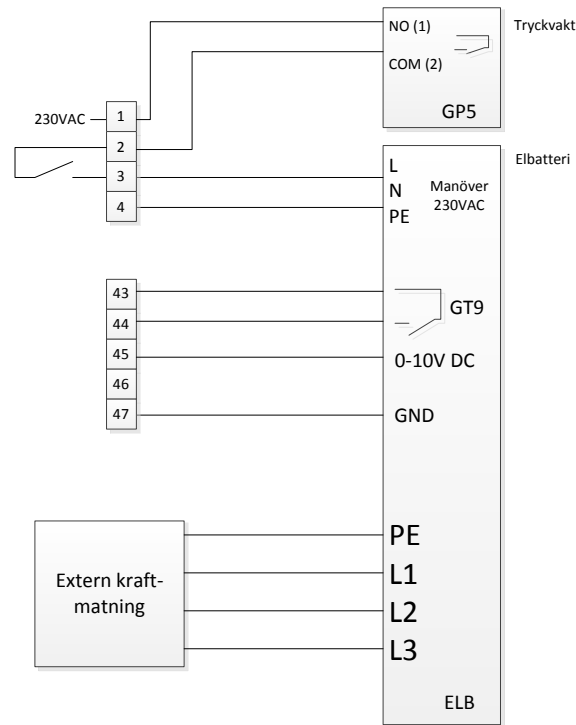 NO (1)
Tryckvakt
COM (2)
GP5
230VAC
1
2
3
4
Elbatteri
L
N
PE
Manöver
230VAC
43
44
45
46
47
GT9
0-10V DC
GND
Extern kraft-
matning
PE
L1
L2
L3
ELB